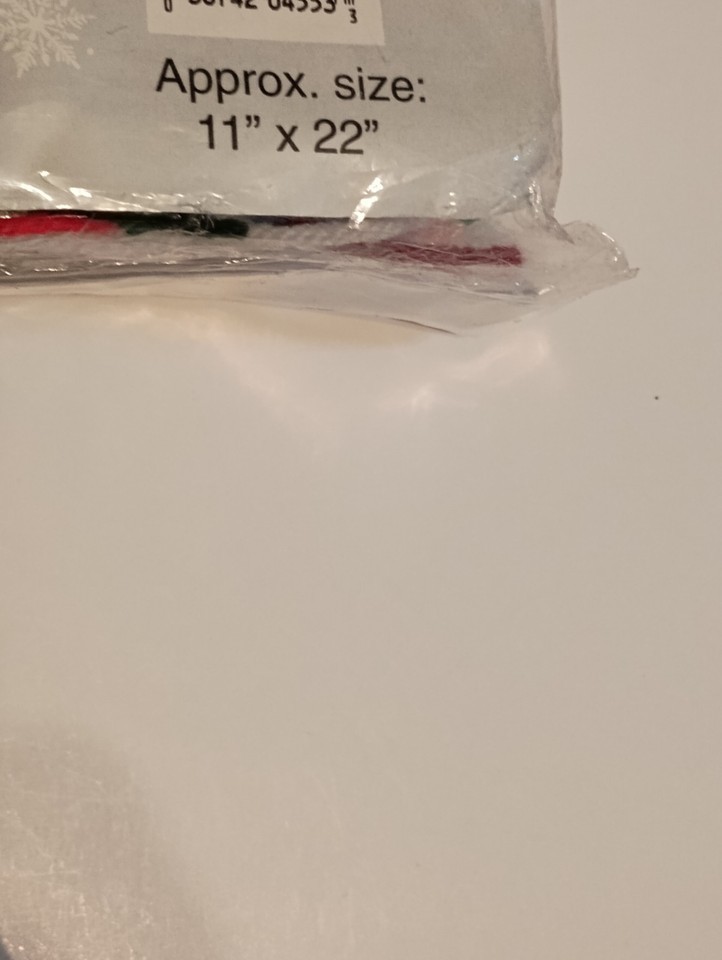 Approx. size:
11” x 22”